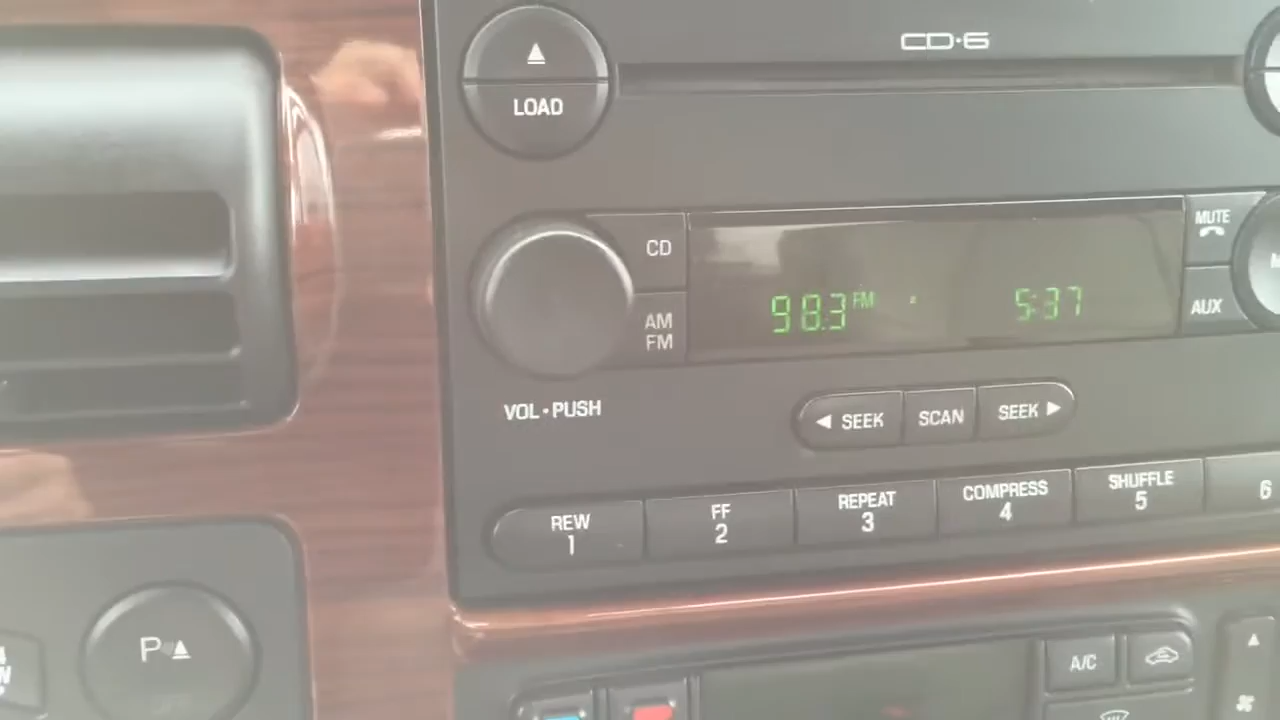 CD·6
LOAD
CD
MUTE
98.3 FM 5:37
AM
FM
AUX
VOL • PUSH
SEEK SCAN SEEK
REW
1
FF
2
REPEAT
3
COMPRESS
4
SHUFFLE
5
6
P
A/C